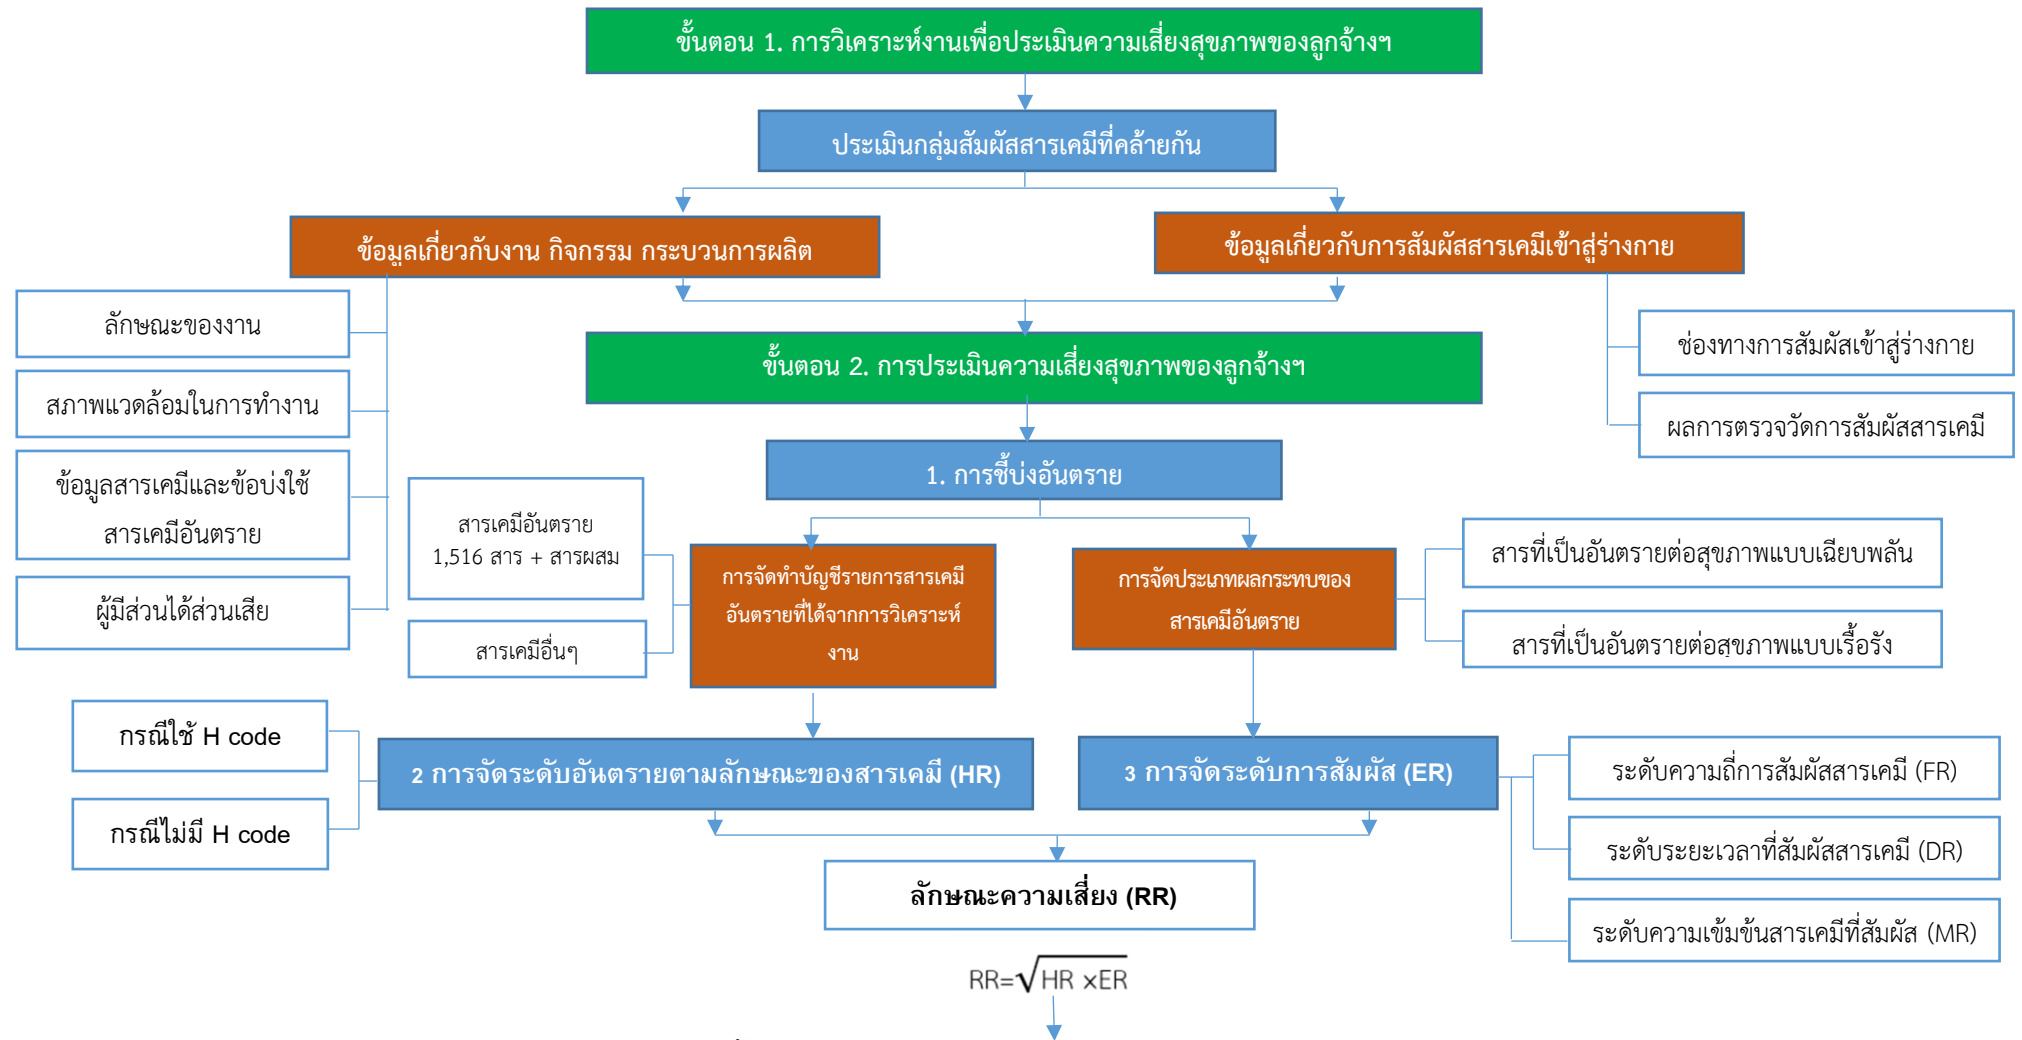 ขั้นตอน 1. การวิเคราะห์งานเพื่อประเมินความเสี่ยงสุขภาพของลูกจ้างฯ
ประเมินกลุ่มสัมผัสสารเคมีที่คล้ายกัน
ข้อมูลเกี่ยวกับงาน กิจกรรม กระบวนการผลิต
ข้อมูลเกี่ยวกับการสัมผัสสารเคมีเข้าสู่ร่างกาย
ลักษณะของงาน
สภาพแวดล้อมในการทำงาน
ข้อมูลสารเคมีและข้อบ่งใช้
สารเคมีอันตราย
ผู้มีส่วนได้ส่วนเสีย
ช่องทางการสัมผัสเข้าสู่ร่างกาย
ผลการตรวจวัดการสัมผัสสารเคมี
ขั้นตอน 2. การประเมินความเสี่ยงสุขภาพของลูกจ้างฯ
1. การชี้บ่งอันตราย
สารเคมีอันตราย
1,516 สาร + สารผสม
สารเคมีอื่นๆ
การจัดทำบัญชีรายการสารเคมี
อันตรายที่ได้จากการวิเคราะห์
งาน
การจัดประเภทผลกระทบของ
สารเคมีอันตราย
สารที่เป็นอันตรายต่อสุขภาพแบบเฉียบพลัน
สารที่เป็นอันตรายต่อสุขภาพแบบเรื้อรัง
กรณีใช้ H code
กรณีไม่มี H code
2 การจัดระดับอันตรายตามลักษณะของสารเคมี (HR)
3 การจัดระดับการสัมผัส (ER)
ระดับความถี่การสัมผัสสารเคมี (FR)
ระดับระยะเวลาที่สัมผัสสารเคมี (DR)
ระดับความเข้มข้นสารเคมีที่สัมผัส (MR)
ลักษณะความเสี่ยง (RR)
RR=√HR ×ER